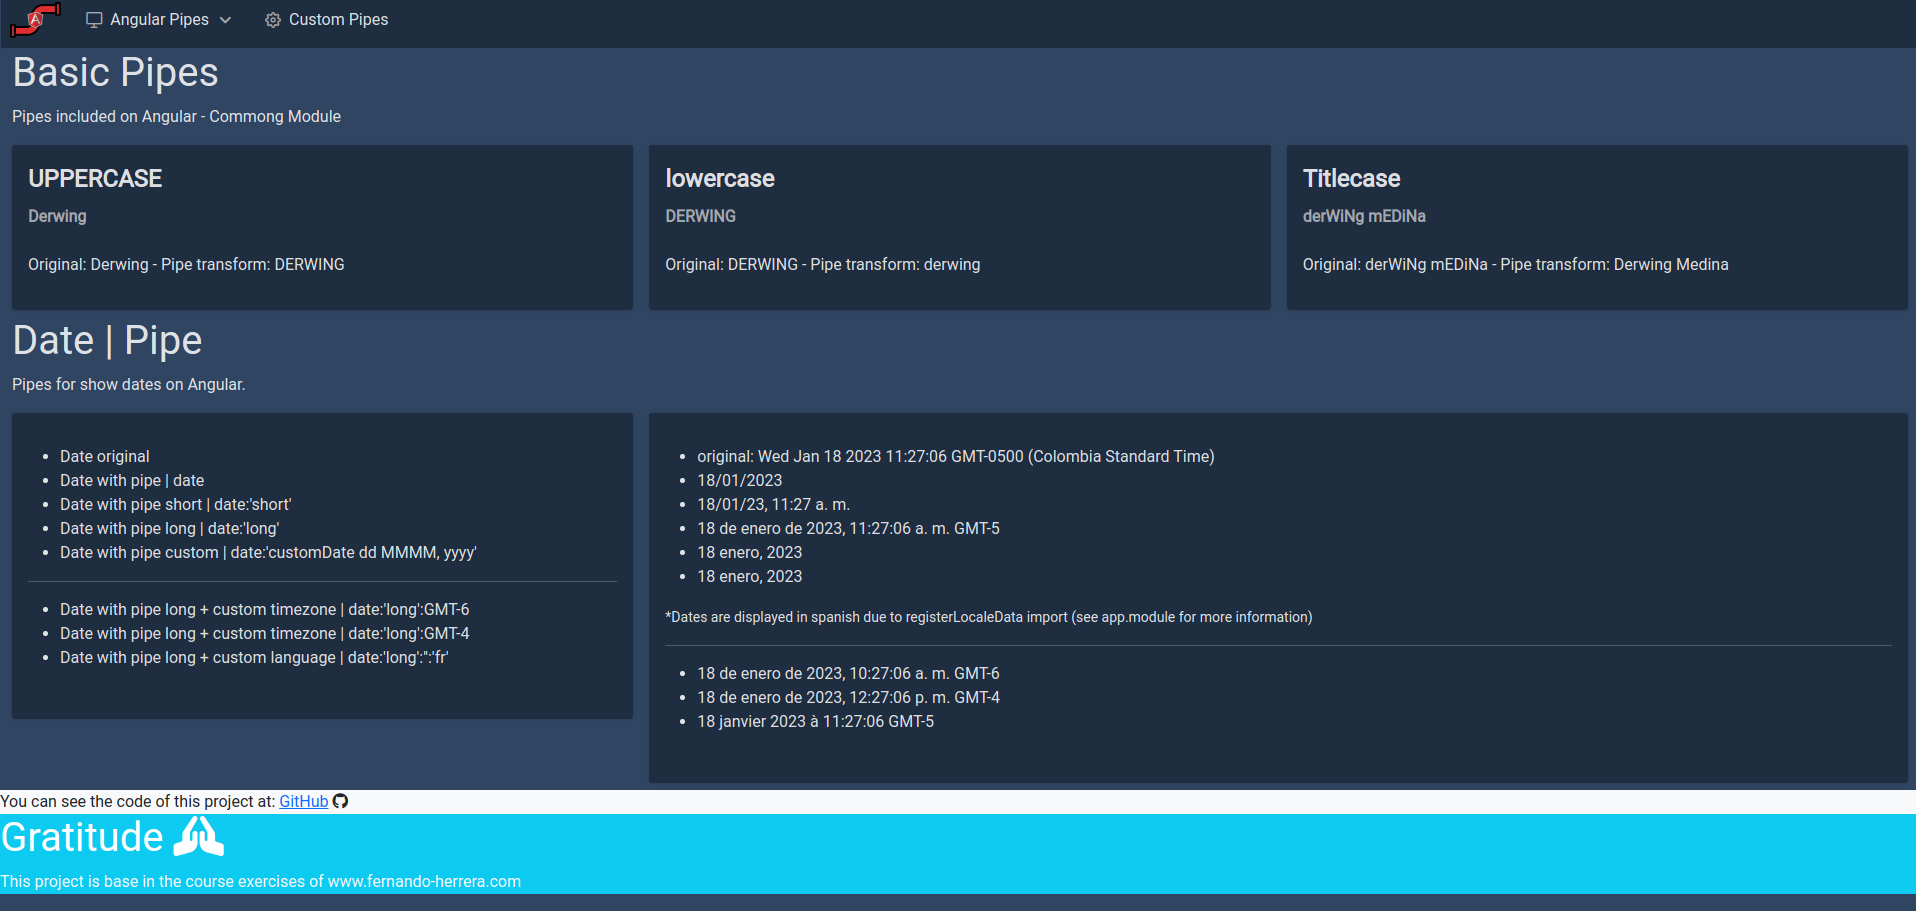 A
Angular Pipes
Custom Pipes
Basic Pipes
Pipes included on Angular - Commong Module
UPPERCASE
Derwing
Original: Derwing - Pipe transform: DERWING
lowercase
DERWING
Original: DERWING - Pipe transform: derwing
Titlecase
derWiNg mEDiNa
Original: derWiNg mEDiNa - Pipe transform: Derwing Medina
Date | Pipe
Pipes for show dates on Angular.
• Date original
• Date with pipe | date
• Date with pipe short | date:'short'
• Date with pipe long | date:'long'
• Date with pipe custom | date:'customDate dd MMMM, yyyy'
• Date with pipe long + custom timezone | date:'long':GMT-6
• Date with pipe long + custom timezone | date:'long':GMT-4
• Date with pipe long + custom language | date:'long':'':'fr'
• original: Wed Jan 18 2023 11:27:06 GMT-0500 (Colombia Standard Time)
• 18/01/2023
• 18/01/23, 11:27 a. m.
• 18 de enero de 2023, 11:27:06 a. m. GMT-5
• 18 enero, 2023
• 18 enero, 2023
*Dates are displayed in spanish due to registerLocaleData import (see app.module for more information)
• 18 de enero de 2023, 10:27:06 a. m. GMT-6
• 18 de enero de 2023, 12:27:06 p. m. GMT-4
• 18 janvier 2023 à 11:27:06 GMT-5
You can see the code of this project at: GitHub
Gratitude
This project is base in the course exercises of www.fernando-herrera.com